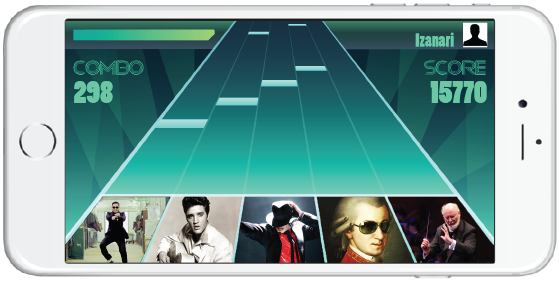 Izanari
COMBO
SCORE
298
15770